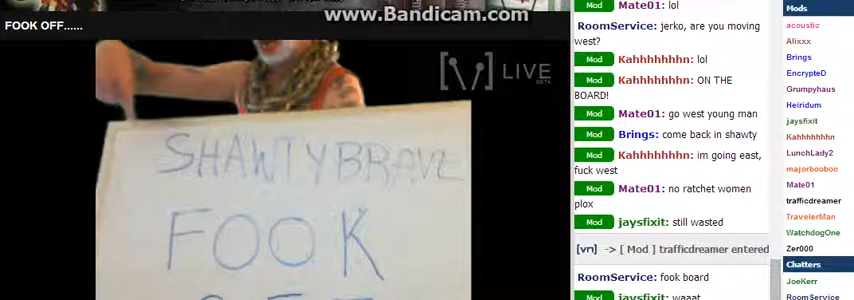 www.Bandicam.com
FOOK OFF......
[\/] LIVE
BETA
SHAWTYBRAVE
FOOK
OFF
Mod Mate01: lol
RoomService: jerko, are you moving
west?
Mod Kahhhhhhhn: lol
Mod Kahhhhhhhn: ON THE
BOARD!
Mod Mate01: go west young man
Mod Brings: come back in shawty
Mod Kahhhhhhhn: im going east,
fuck west
Mod Mate01: no ratchet women
plox
Mod jaysfixit: still wasted
[vn] -> [ Mod ] trafficdreamer entered
RoomService: fook board
Mod jaysfixit: waaat
Mods
acoustic
Alixxx
Brings
EncrypteD
Grumpyhaus
Heiridum
jaysfixit
Kahhhhhhhn
LunchLady2
majorbooboo
Mate01
trafficdreamer
TravelerMan
WatchdogOne
Zer000
Chatters
JoeKerr
RoomService